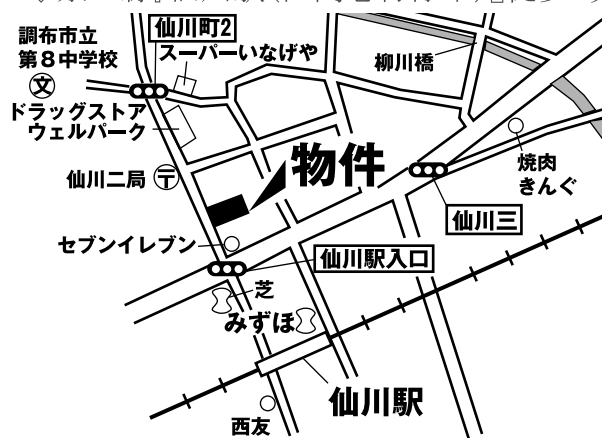 仙川町2
調布市立
第8中学校
文
スーパーいなげや
柳川橋
ドラッグストア
ウェルパーク
物件
焼肉
きんぐ
仙川二局
〒
仙川三
セブンイレブン
仙川駅入口
芝
みずほ
仙川駅
西友